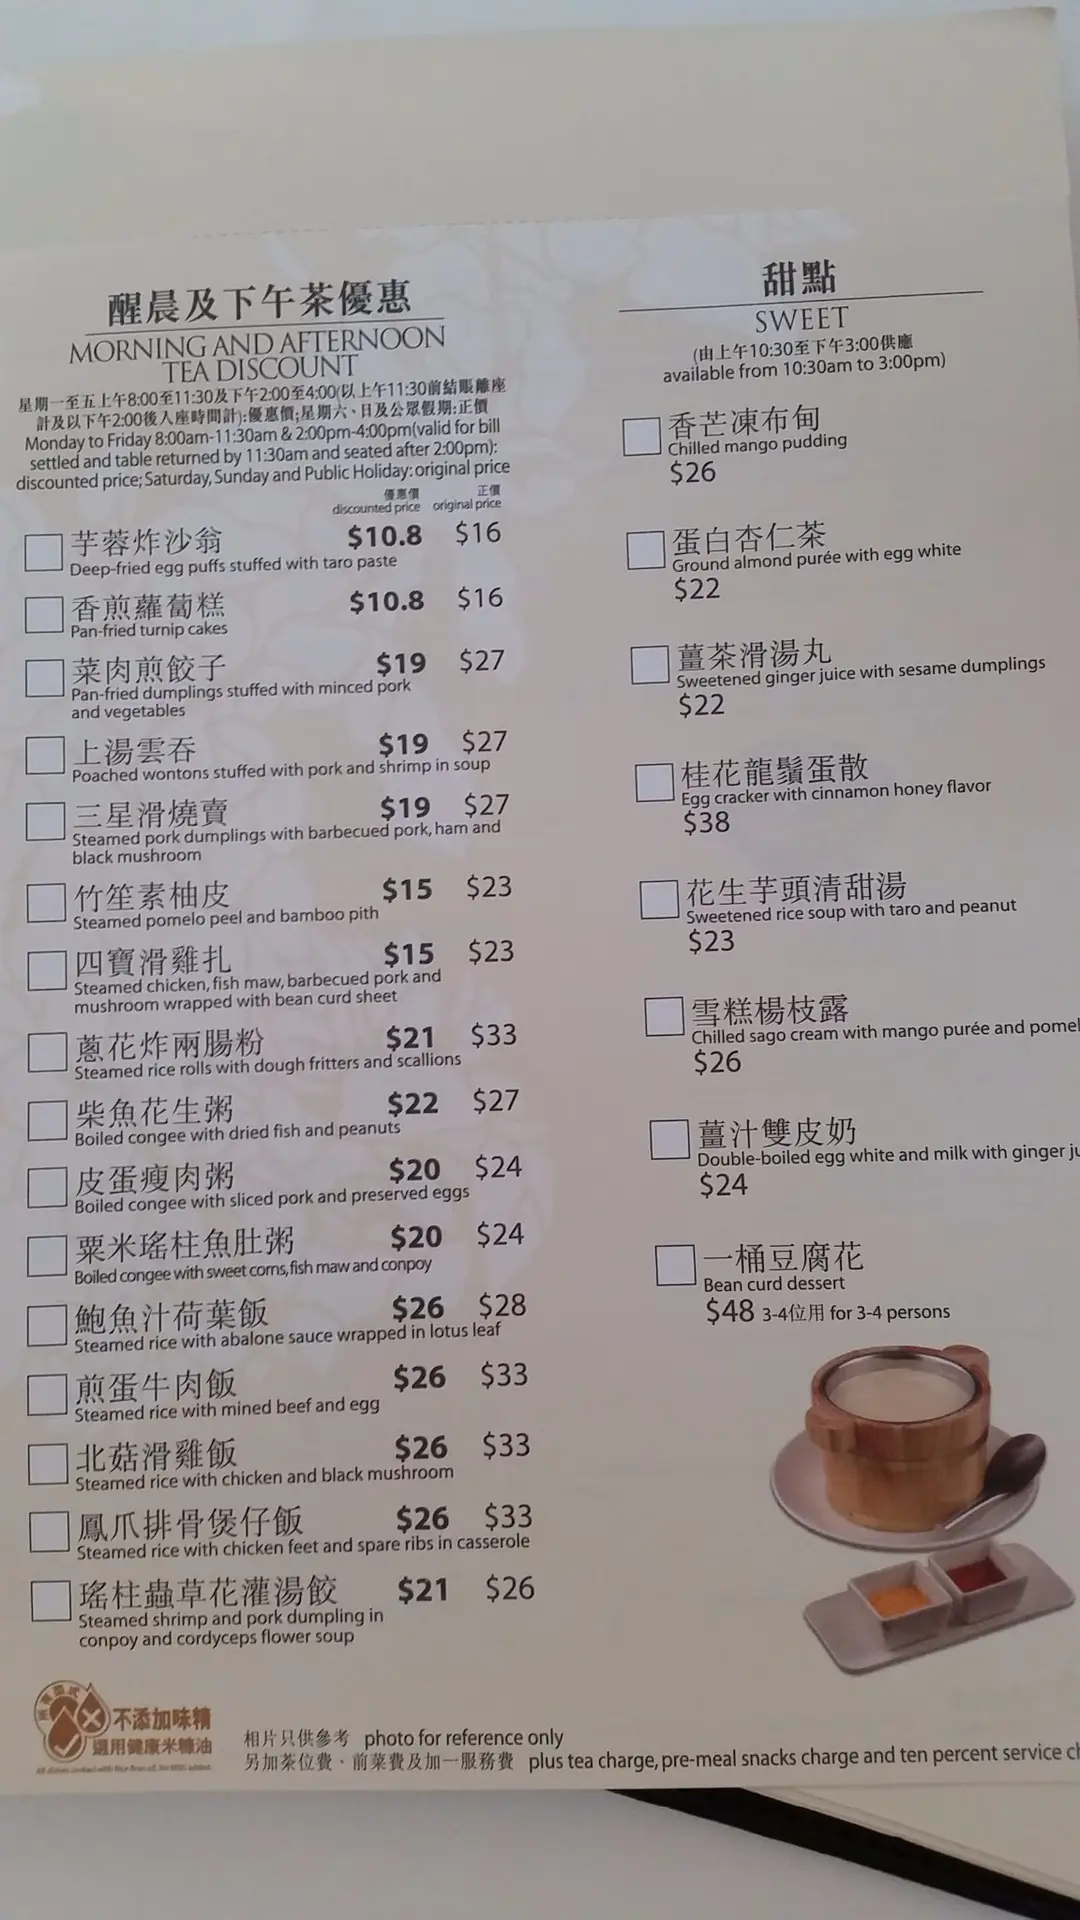 醒晨及下午茶優惠
MORNING AND AFTERNOON
TEA DISCOUNT
星期一至五上午8:00至11:30及下午2:00至4:00(以上午11:30前結賬離座
計及以下午2:00後入座時間計):優惠價;星期六、日及公眾假期:正價
Monday to Friday 8:00am-11:30am & 2:00pm-4:00pm(valid for bill
settled and table returned by 11:30am and seated after 2:00pm):
discounted price; Saturday, Sunday and Public Holiday: original price
優惠價 正價
discounted price original price
芋蓉炸沙翁 $10.8 $16
Deep-fried egg puffs stuffed with taro paste
香煎蘿蔔糕 $10.8 $16
Pan-fried turnip cakes
菜肉煎餃子 $19 $27
Pan-fried dumplings stuffed with minced pork
and vegetables
上湯雲吞 $19 $27
Poached wontons stuffed with pork and shrimp in soup
三星滑燒賣 $19 $27
Steamed pork dumplings with barbecued pork, ham and
black mushroom
竹笙素柚皮 $15 $23
Steamed pomelo peel and bamboo pith
四寶滑雞扎 $15 $23
Steamed chicken, fish maw, barbecued pork and
mushroom wrapped with bean curd sheet
蔥花炸兩腸粉 $21 $33
Steamed rice rolls with dough fritters and scallions
柴魚花生粥 $22 $27
Boiled congee with dried fish and peanuts
皮蛋瘦肉粥 $20 $24
Boiled congee with sliced pork and preserved eggs
粟米瑤柱魚肚粥 $20 $24
Boiled congee with sweet corns, fish maw and conpoy
鮑魚汁荷葉飯 $26 $28
Steamed rice with abalone sauce wrapped in lotus leaf
煎蛋牛肉飯 $26 $33
Steamed rice with mined beef and egg
北菇滑雞飯 $26 $33
Steamed rice with chicken and black mushroom
鳳爪排骨煲仔飯 $26 $33
Steamed rice with chicken feet and spare ribs in casserole
瑤柱蟲草花灌湯餃 $21 $26
Steamed shrimp and pork dumpling in
conpoy and cordyceps flower soup
甜點
SWEET
(由上午10:30至下午3:00供應
available from 10:30am to 3:00pm)
香芒凍布甸
Chilled mango pudding
$26
蛋白杏仁茶
Ground almond purée with egg white
$22
薑茶滑湯丸
Sweetened ginger juice with sesame dumplings
$22
桂花龍鬚蛋散
Egg cracker with cinnamon honey flavor
$38
花生芋頭清甜湯
Sweetened rice soup with taro and peanut
$23
雪糕楊枝露
Chilled sago cream with mango purée and pomel
$26
薑汁雙皮奶
Double-boiled egg white and milk with ginger ju
$24
一桶豆腐花
Bean curd dessert
$48 3-4位用 for 3-4 persons
不添加味精
選用健康米糠油
相片只供參考 photo for reference only
另加茶位費、前菜費及加一服務費 plus tea charge, pre-meal snacks charge and ten percent service ch